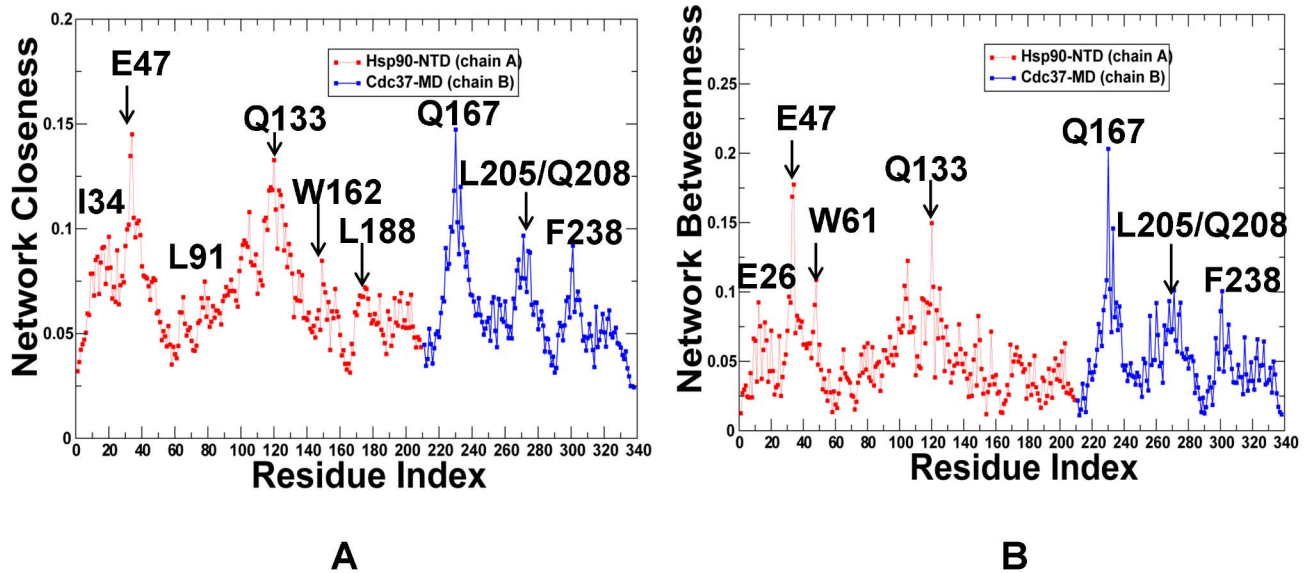 Network Closeness
0.2
0.15
0.1
0.05
0
Hsp90-NTD (chain A)
Cdc37-MD (chain B)
E47
I34
L91
Q133
W162
L188
Q167
L205/Q208
F238
0 20 40 60 80 100 120 140 160 180 200 220 240 260 280 300 320 340
Residue Index
A
Network Betweenness
0.25
0.2
0.15
0.1
0.05
0
Hsp90-NTD (chain A)
Cdc37-MD (chain B)
E47
E26
W61
Q133
Q167
L205/Q208
F238
0 20 40 60 80 100 120 140 160 180 200 220 240 260 280 300 320 340
Residue Index
B